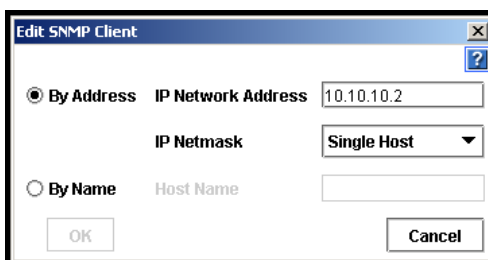 Edit SNMP Client
?
By Address IP Network Address 10.10.10.2
IP Netmask Single Host
By Name Host Name
OK Cancel